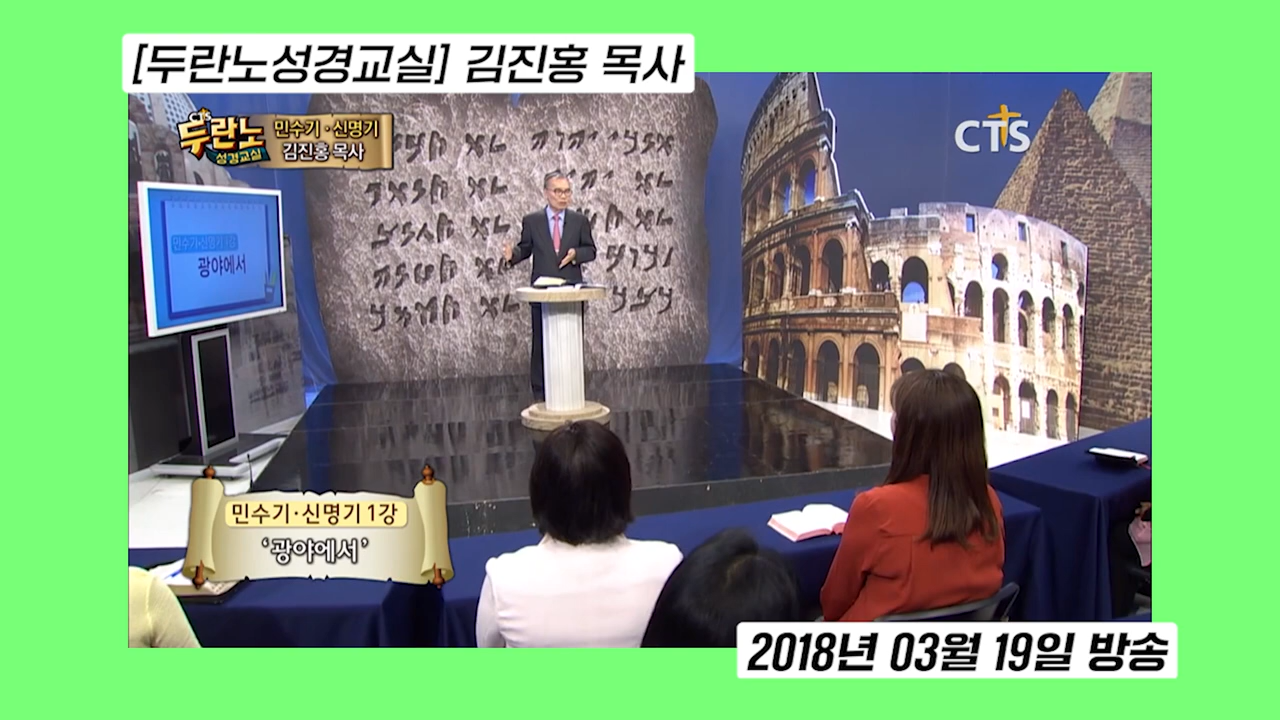 [두란노성경교실] 김진홍 목사
CTS
두란노
성경교실
민수기·신명기
김진홍 목사
CTS
민수기·신명기 1강
광야에서
민수기·신명기 1강
‘광야에서’
2018년 03월 19일 방송